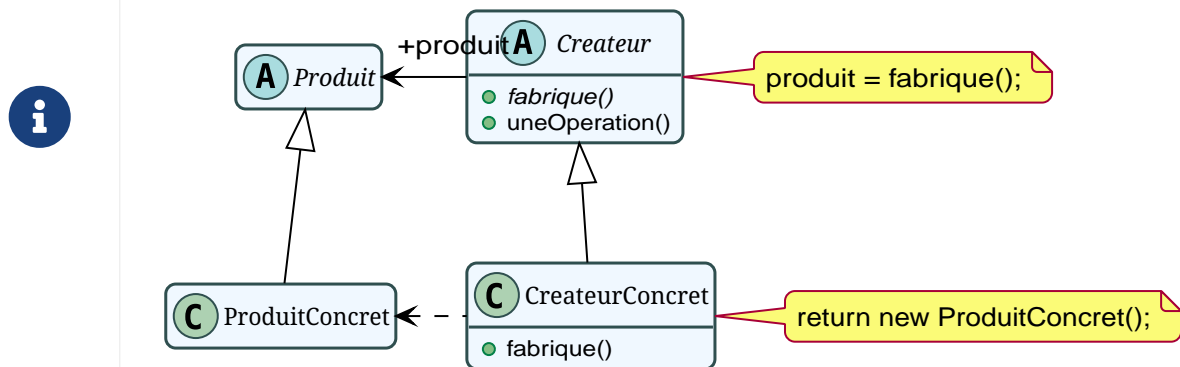 +produit
A Createur
A Produit
produit = fabrique();
fabrique()
uneOperation()
C ProduitConcret
C CreateurConcret
return new ProduitConcret();
fabrique()